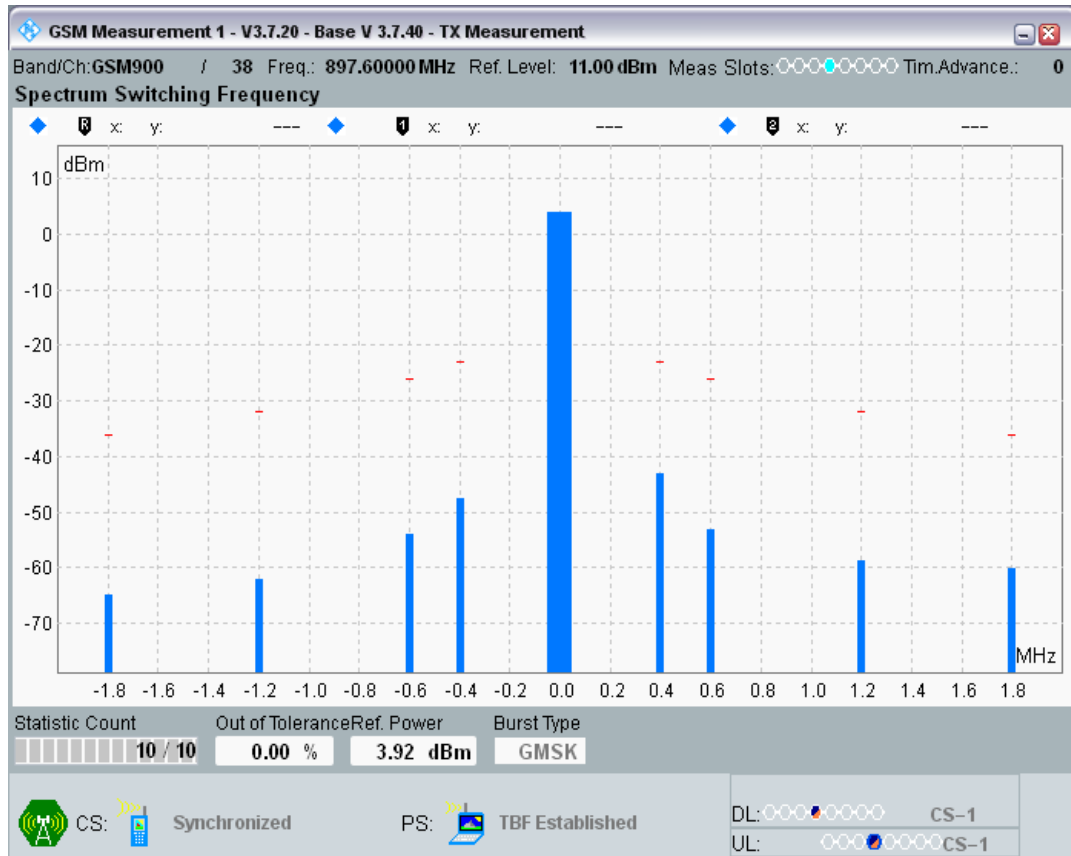 GSM Measurement 1 - V3.7.20 - Base V 3.7.40 - TX Measurement
Band/Ch:GSM900 / 38 Freq.: 897.60000 MHz Ref. Level: 11.00 dBm Meas Slots: Tim.Advance.: 0
Spectrum Switching Frequency
R x: y: --- 1 x: y: --- 2 x: y: ---
dBm
10
0
-10
-20
-30
-40
-50
-60
-70
MHz
-1.8 -1.6 -1.4 -1.2 -1.0 -0.8 -0.6 -0.4 -0.2 0.0 0.2 0.4 0.6 0.8 1.0 1.2 1.4 1.6 1.8
Statistic Count Out of Tolerance Ref. Power Burst Type
10 / 10 0.00 % 3.92 dBm GMSK
CS: Synchronized PS: TBF Established
DL: CS-1
UL: CS-1